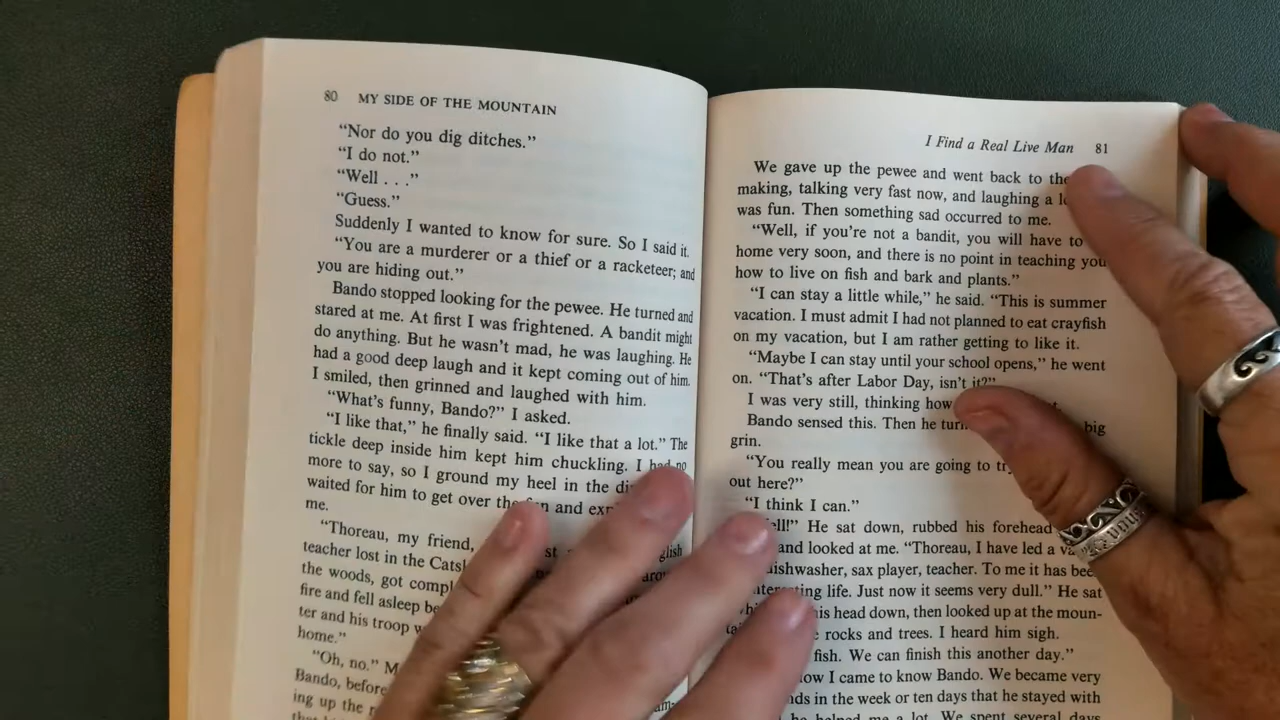 80 MY SIDE OF THE MOUNTAIN
“Nor do you dig ditches.”
“I do not.”
“Well . . .”
“Guess.”
Suddenly I wanted to know for sure. So I said it.
“You are a murderer or a thief or a racketeer; and
you are hiding out.”
Bando stopped looking for the pewee. He turned and
stared at me. At first I was frightened. A bandit might
do anything. But he wasn’t mad, he was laughing. He
had a good deep laugh and it kept coming out of him.
I smiled, then grinned and laughed with him.
“What’s funny, Bando?” I asked.
“I like that,” he finally said. “I like that a lot.” The
tickle deep inside him kept him chuckling. I had no
more to say, so I ground my heel in the
waited for him to get over the and
me.
“Thoreau, my friend,
teacher lost in the
the woods, got
fire and fell asleep
ter and his troop
home.”
“Oh, no.”
Bando, before
ing up the
I Find a Real Live Man 81
We gave up the pewee and went back to
making, talking very fast now, and laughing a
was fun. Then something sad occurred to me.
“Well, if you’re not a bandit, you will have to
home very soon, and there is no point in teaching you
how to live on fish and bark and plants.”
“I can stay a little while,” he said. “This is summer
vacation. I must admit I had not planned to eat crayfish
on my vacation, but I am rather getting to like it.
“Maybe I can stay until your school opens,” he went
on. “That’s after Labor Day, isn’t it?”
I was very still, thinking how
Bando sensed this. Then he big
grin.
“You really mean you are going to
out here?”
“I think I can.”
He sat down, rubbed his forehead
and looked at me. “Thoreau, I have led a
dishwasher, sax player, teacher. To me it has
interesting life. Just now it seems very dull.” He sat
his head down, then looked up at the moun-
rocks and trees. I heard him sigh.
fish. We can finish this another day.”
I came to know Bando. We became very
in the week or ten days that he stayed with
he helped me a lot. We spent several days